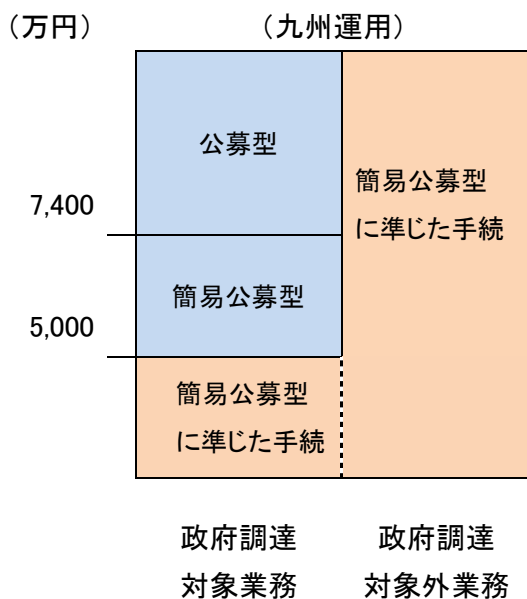 （万円）
（九州運用）
公募型
簡易公募型
に準じた手続
7,400
簡易公募型
5,000
簡易公募型
に準じた手続
政府調達
対象業務
政府調達
対象外業務